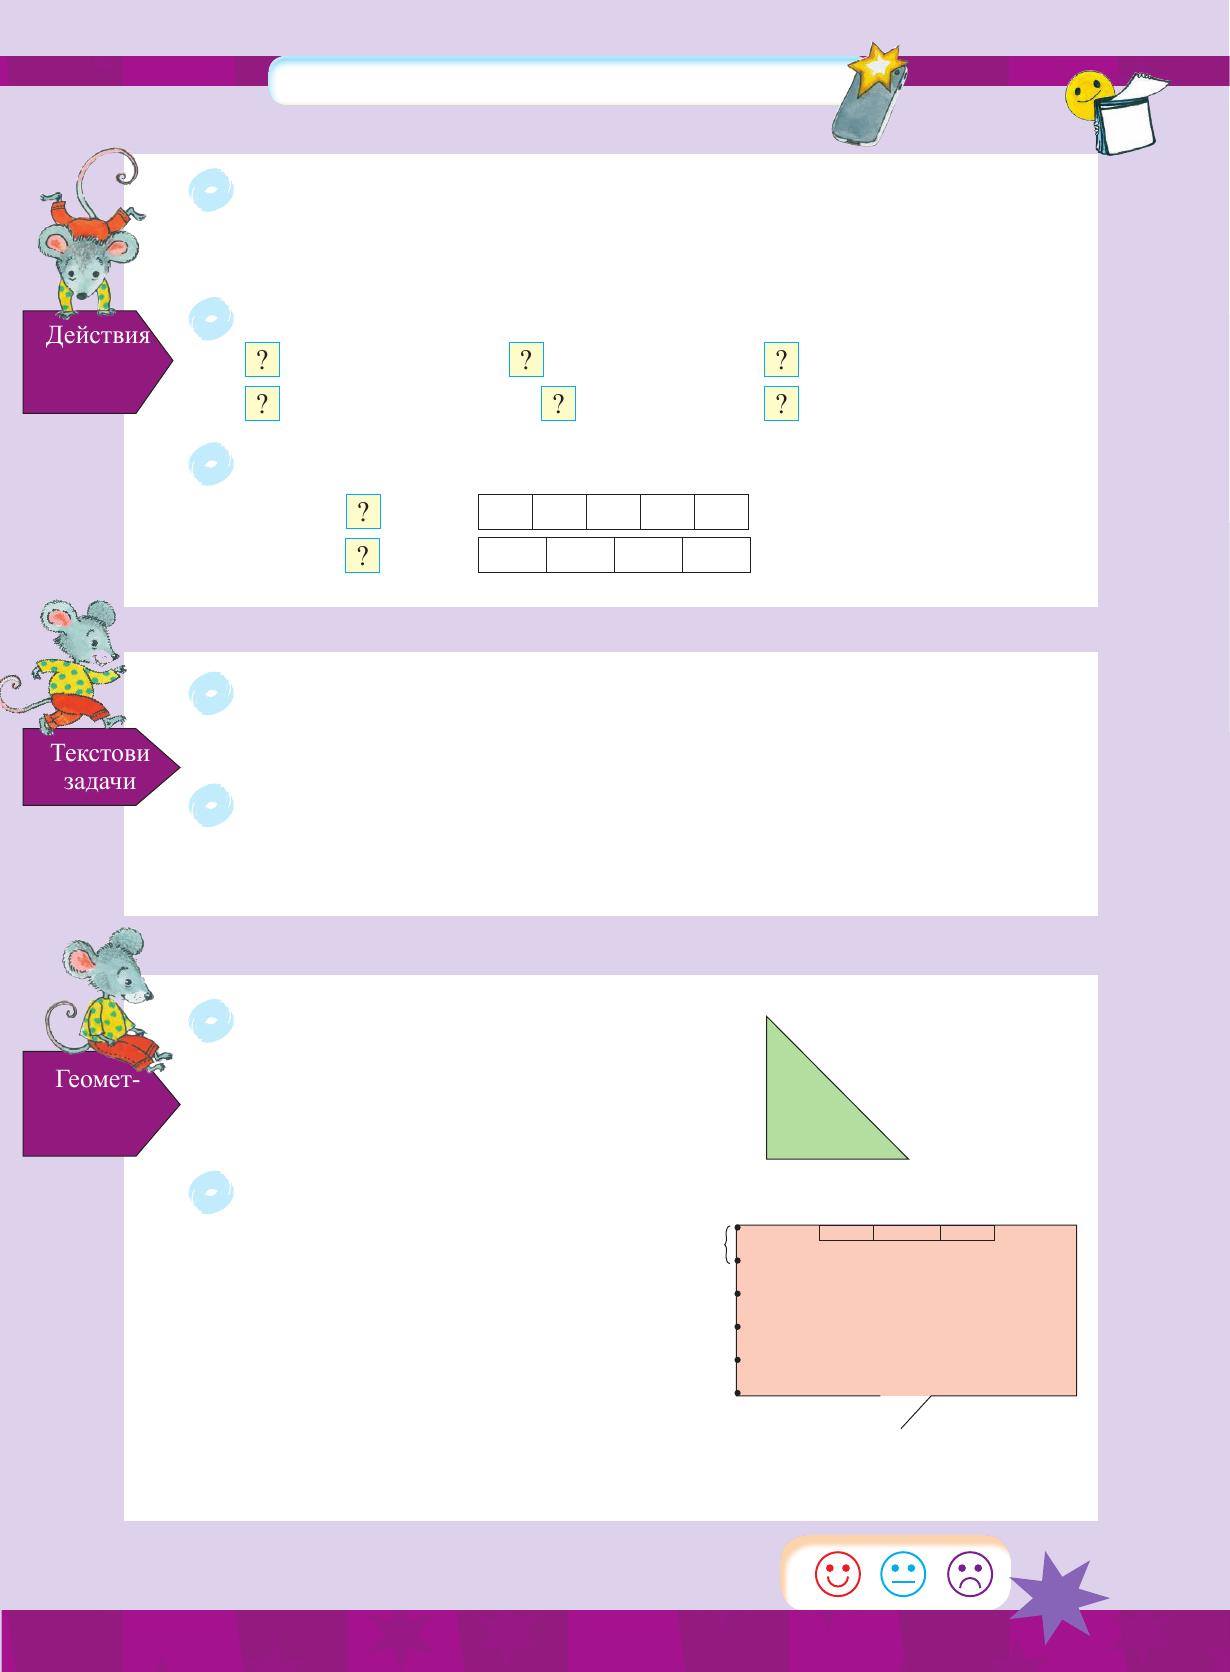 Действия
? ? ?
? ? ?
?
?
Текстови
задачи
Геомет-